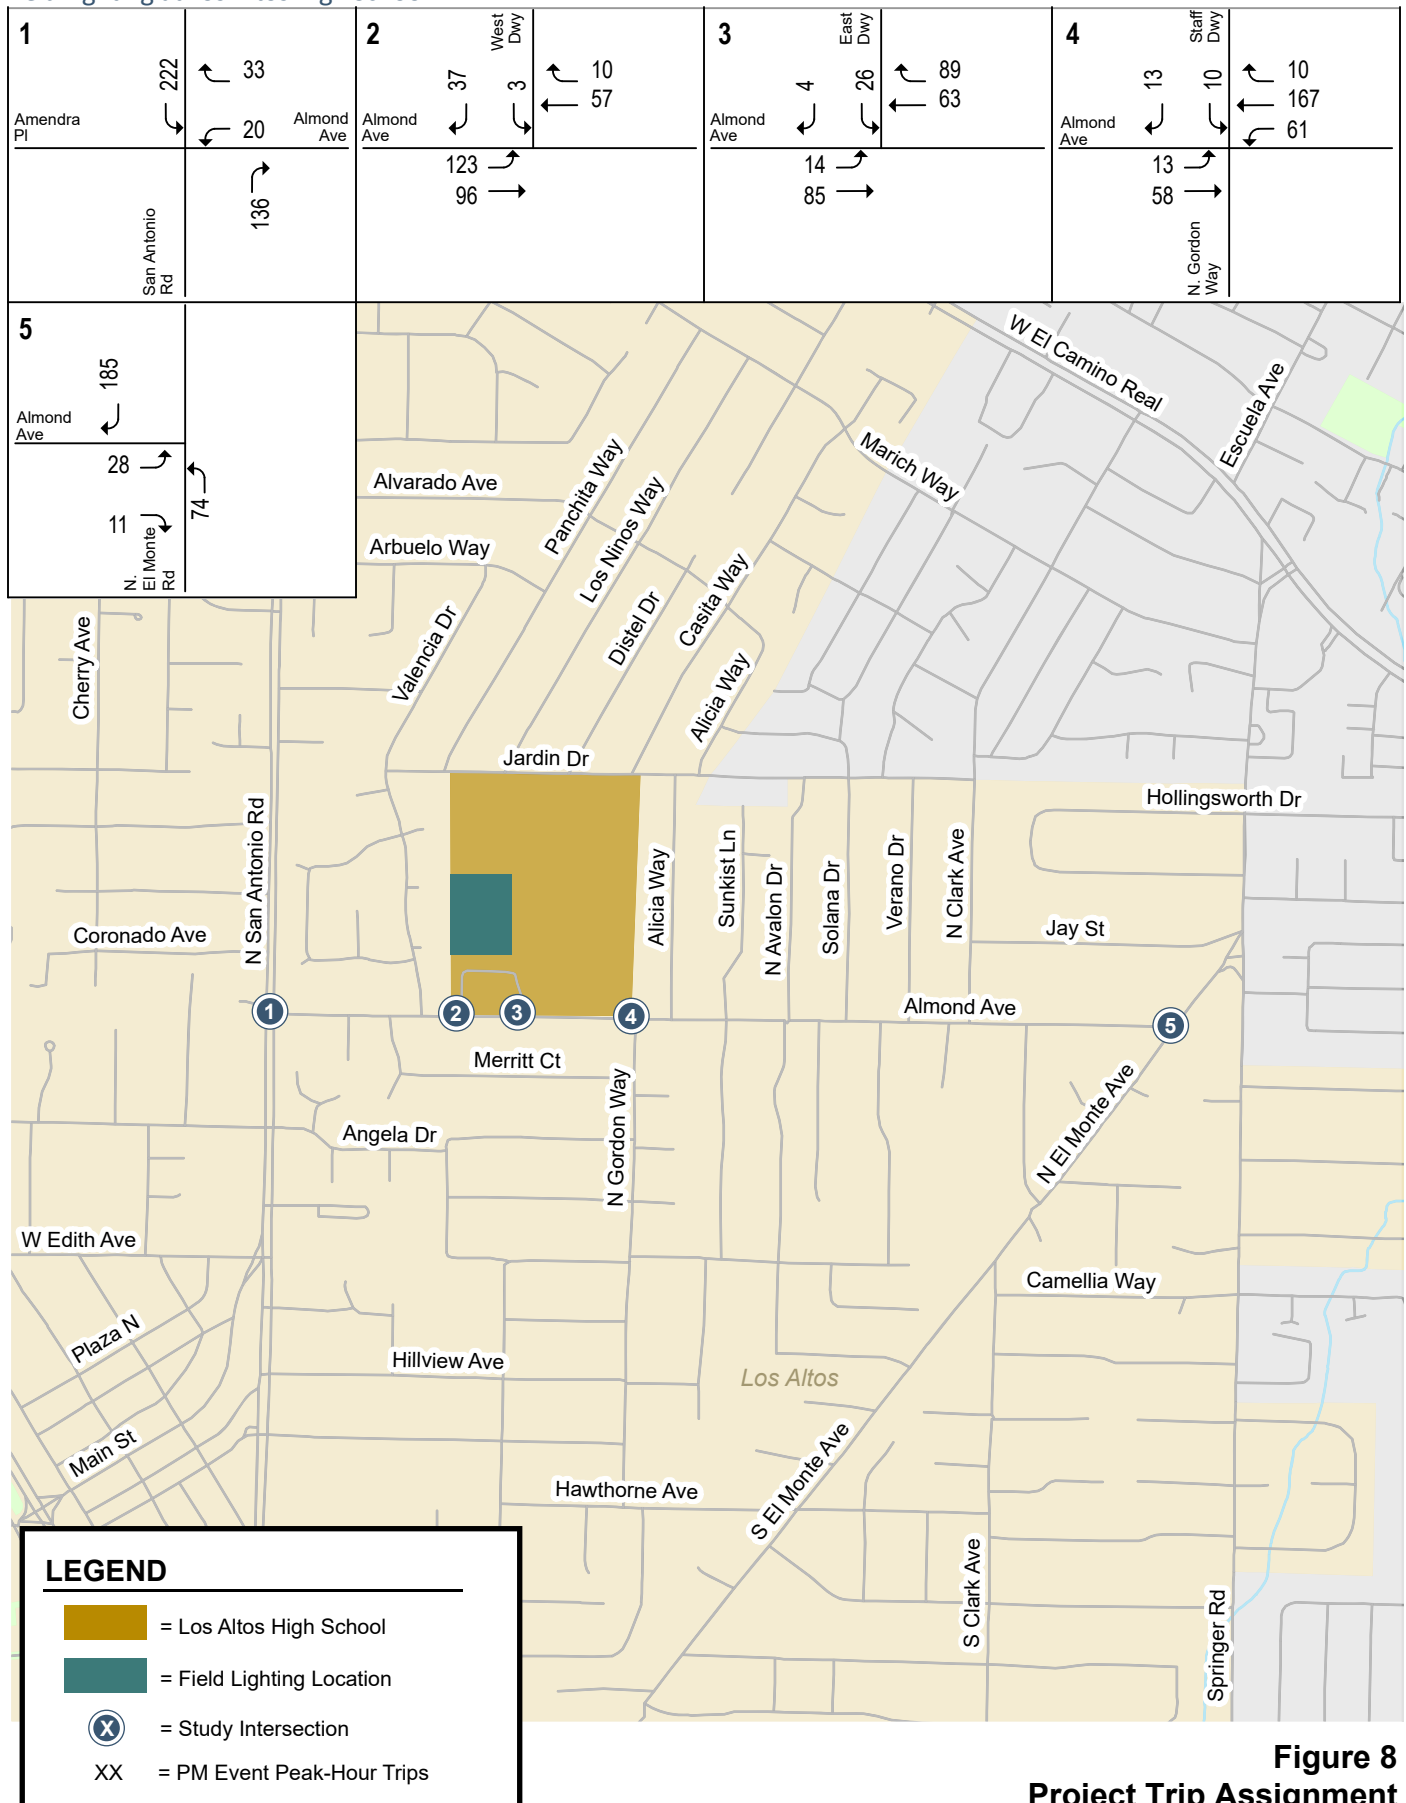 1
222
33
20
136
Amendra
Pl
Almond
Ave
San Antonio
Rd
2
West
Dwy
37
3
10
57
Almond
Ave
123
96
3
East
Dwy
4
26
89
63
Almond
Ave
14
85
4
Staff
Dwy
13
10
10
167
61
Almond
Ave
13
58
N. Gordon
Way
5
185
Almond
Ave
28
11
74
N.
El Monte
Rd
W El Camino Real
Escuela Ave
Marich Way
Panchita Way
Alvarado Ave
Los Ninos Way
Arbuelo Way
Casita Way
Distel Dr
Valencia Dr
Cherry Ave
Alicia Way
Jardin Dr
Hollingsworth Dr
N San Antonio Rd
Alicia Way
Sunkist Ln
N Avalon Dr
Solana Dr
Verano Dr
N Clark Ave
Jay St
Coronado Ave
Almond Ave
1
2
3
4
5
Merritt Ct
N Gordon Way
N El Monte Ave
Angela Dr
W Edith Ave
Camellia Way
Plaza N
Hillview Ave
Los Altos
Main St
S El Monte Ave
Hawthorne Ave
S Clark Ave
Springer Rd
LEGEND
= Los Altos High School
= Field Lighting Location
X = Study Intersection
XX = PM Event Peak-Hour Trips
Figure 8
Project Trip Assignment